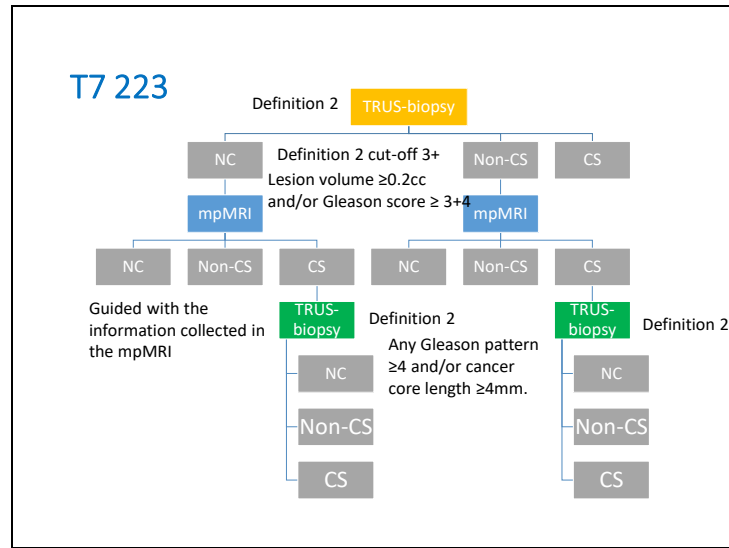 T7 223
Definition 2
TRUS-biopsy
NC
Definition 2 cut-off 3+
Non-CS
CS
Lesion volume ≥0.2cc
and/or Gleason score ≥ 3+4
mpMRI
mpMRI
NC
Non-CS
CS
NC
Non-CS
CS
Guided with the
information collected in
the mpMRI
TRUS-
biopsy
Definition 2
TRUS-
biopsy
Definition 2
Any Gleason pattern
≥4 and/or cancer
core length ≥4mm.
NC
NC
Non-CS
Non-CS
CS
CS